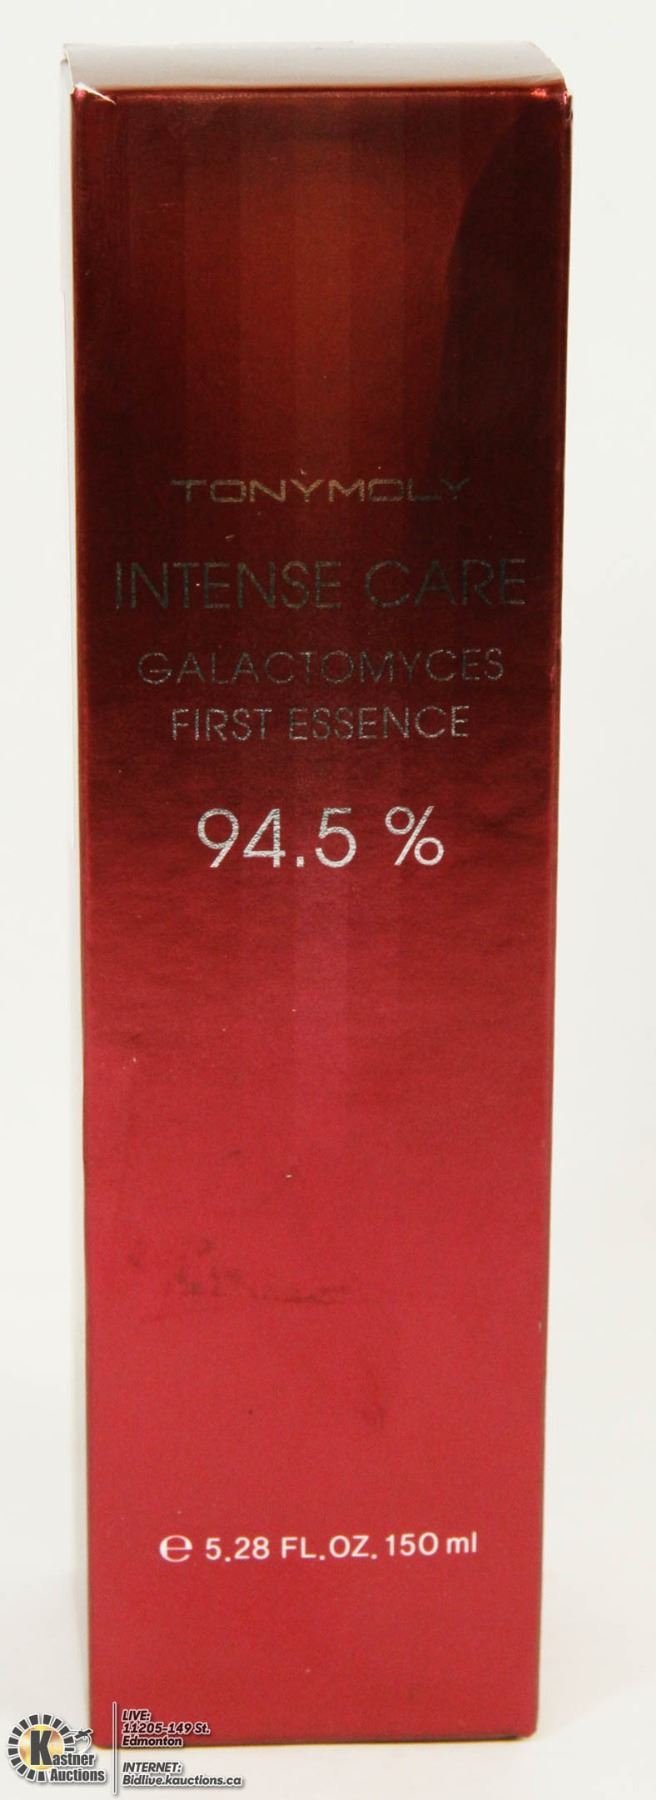 TONYMOLY
INTENSE CARE
GALACTOMYCES
FIRST ESSENCE
94.5 %
e 5.28 FL.OZ. 150 ml
Kastner
Auctions
LIVE:
11205-149 St.
Edmonton
INTERNET:
Bidlive.kauctions.ca